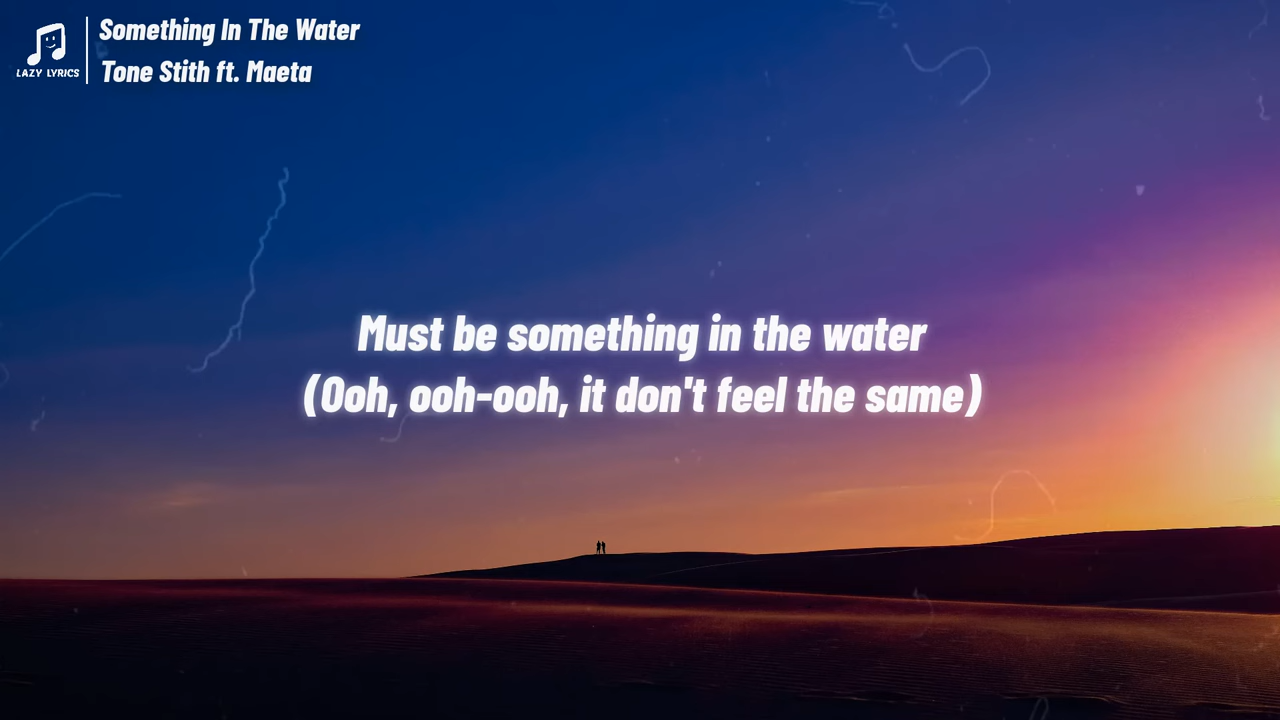 Something In The Water
Tone Stith ft. Maeta
LAZY LYRICS
Must be something in the water
(Ooh, ooh-ooh, it don't feel the same)